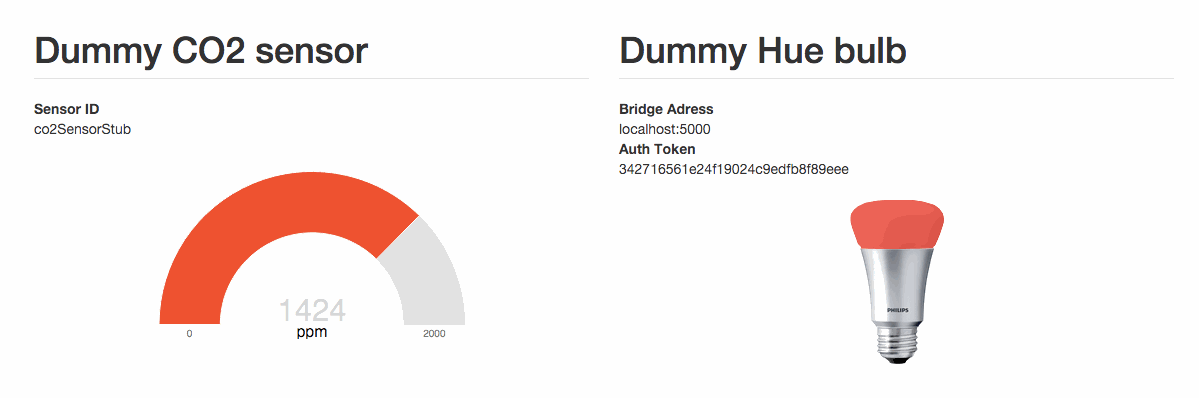 Dummy CO2 sensor
Sensor ID
co2SensorStub
1424
ppm
0
2000
Dummy Hue bulb
Bridge Adress
localhost:5000
Auth Token
342716561e24f19024c9edfb8f89eee
PHILIPS